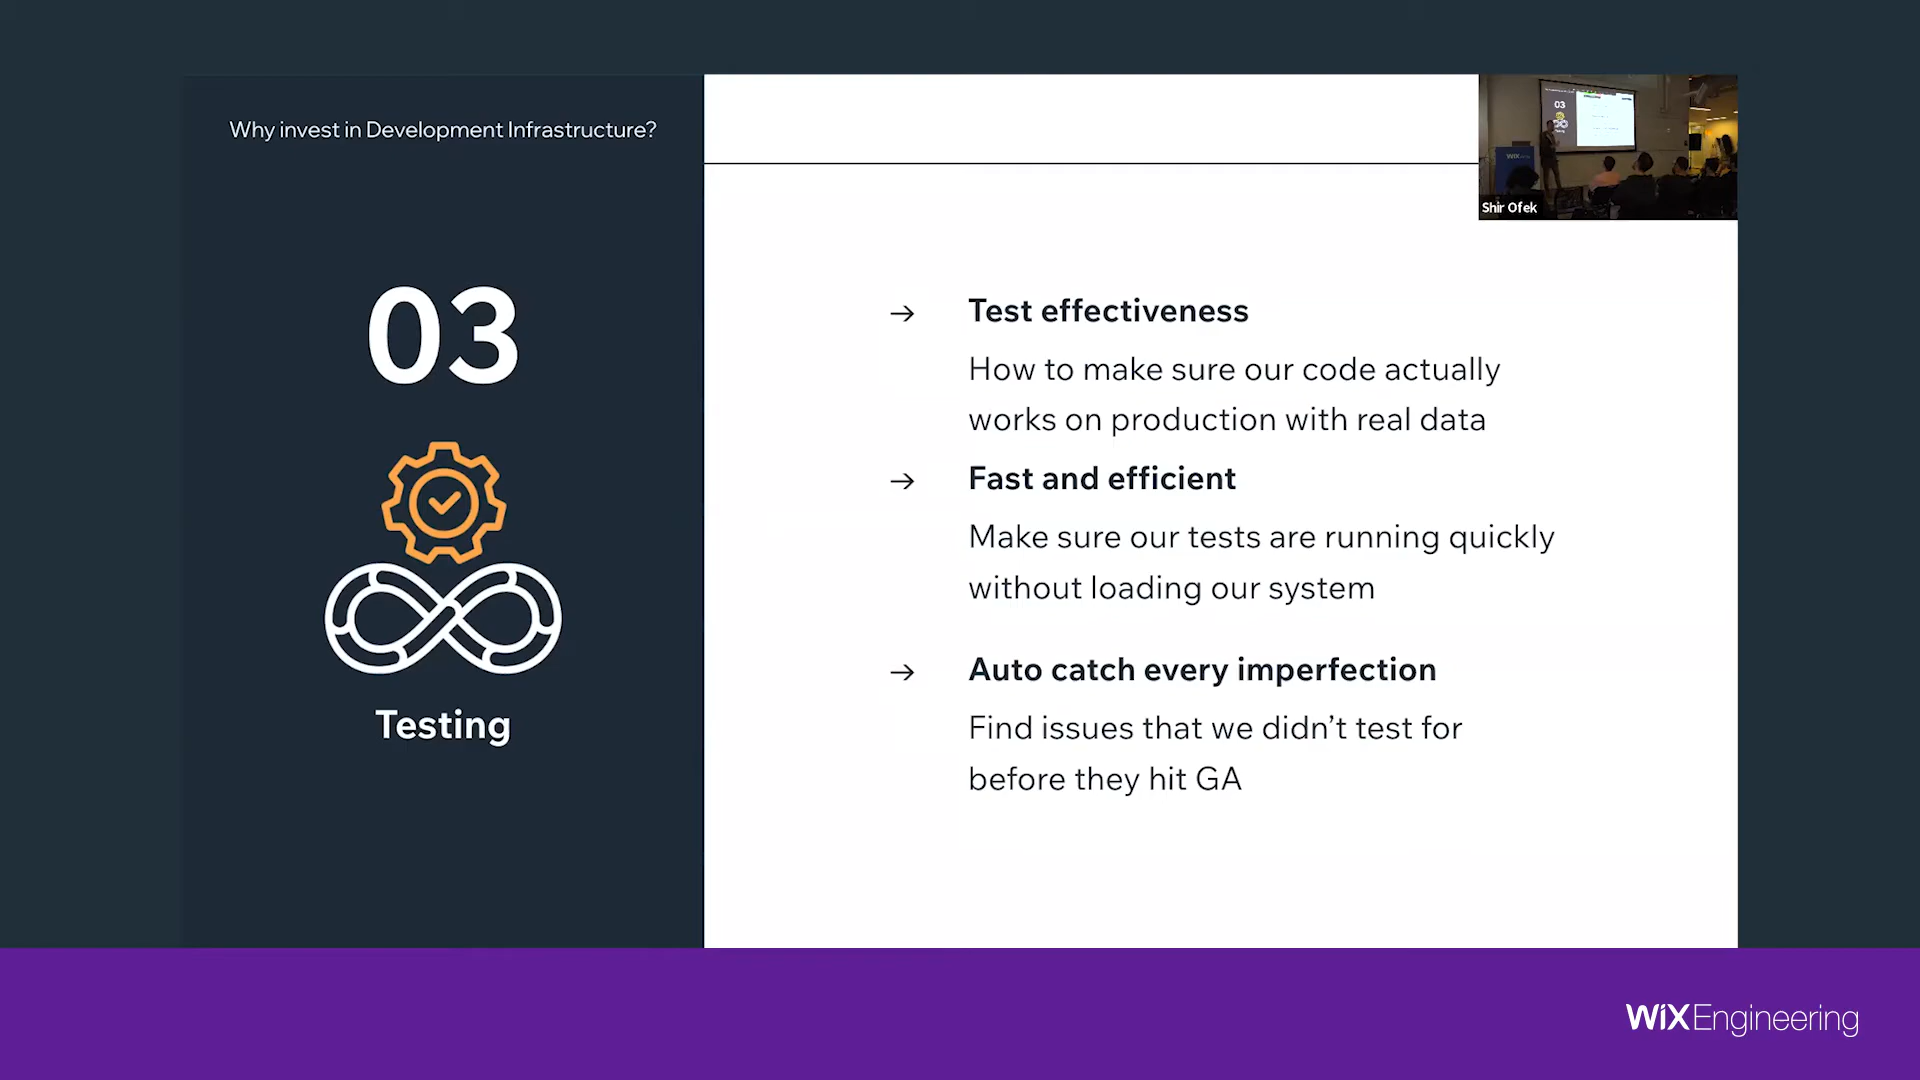 Why invest in Development Infrastructure?
03
Testing
→ Test effectiveness
How to make sure our code actually
works on production with real data
→ Fast and efficient
Make sure our tests are running quickly
without loading our system
→ Auto catch every imperfection
Find issues that we didn’t test for
before they hit GA
03
WIX
Shir Ofek
WiXEngineering